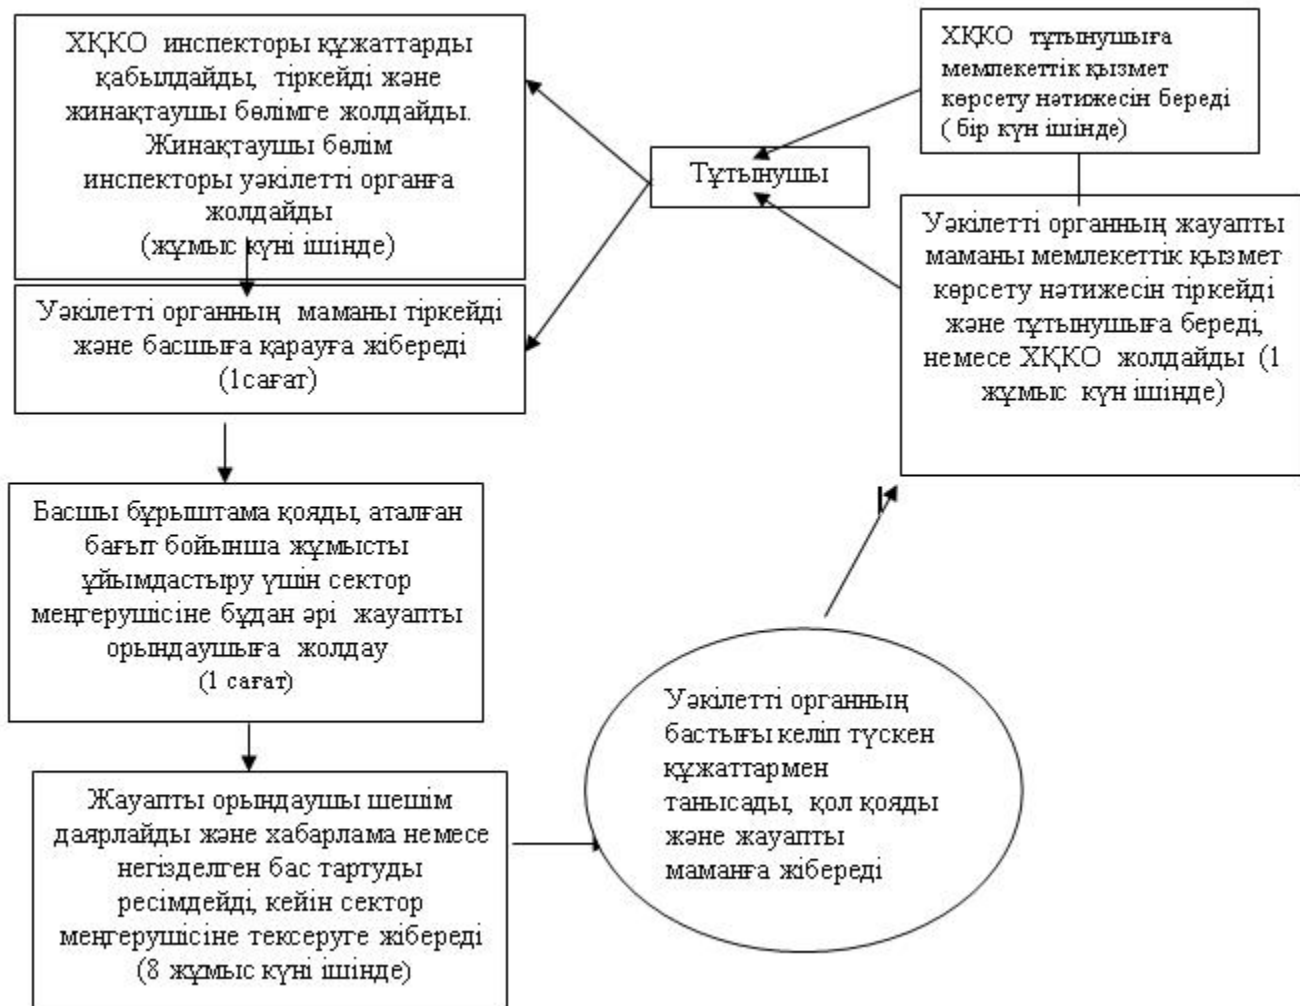 ХҚКО инспекторы құжаттарды
қабылдайды, тіркейді және
жинақтаушы бөлімге жолдайды.
Жинақтаушы бөлім
инспекторы уәкілетті органға
жолдайды
(жұмыс күні ішінде)
Уәкілетті органның маманы тіркейді
және басшыға қарауға жібереді
(1сағат)
Басшы бұрыштама қояды, аталған
бағыт бойынша жұмысты
ұйымдастыру үшін сектор
меңгерушісіне бұдан әрі жауапты
орындаушыға жолдау
(1 сағат)
Жауапты орындаушы шешім
даярлайды және хабарлама немесе
негізделген бас тартуды
ресімдейді, кейін сектор
меңгерушісіне тексеруге жібереді
(8 жұмыс күні ішінде)
Тұтынушы
ХҚКО тұтынушыға
мемлекеттік қызмет
көрсету нәтижесін береді
( бір күн ішінде)
Уәкілетті органның жауапты
маманы мемлекеттік қызмет
көрсету нәтижесін тіркейді
және тұтынушыға береді,
немесе ХҚКО жолдайды (1
жұмыс күн ішінде)
Уәкілетті органның
бастығы келіп түскен
құжаттармен
танысады, қол қояды
және жауапты
маманға жібереді